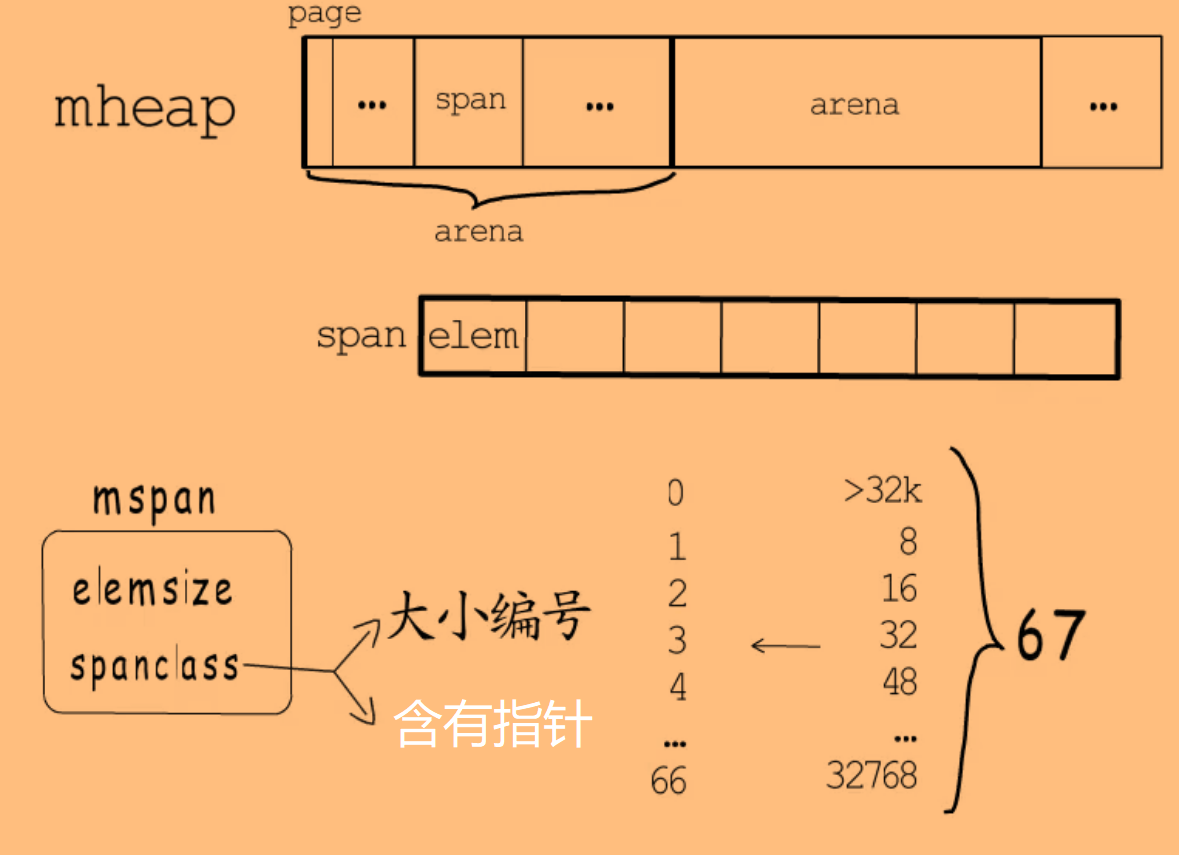 page
mheap
... span ... arena ...
arena
span elem
mspan
elemsize
spanclass
大小编号
含有指针
0 >32k
1 8
2 16
3 32
4 48
... ...
66 32768
67